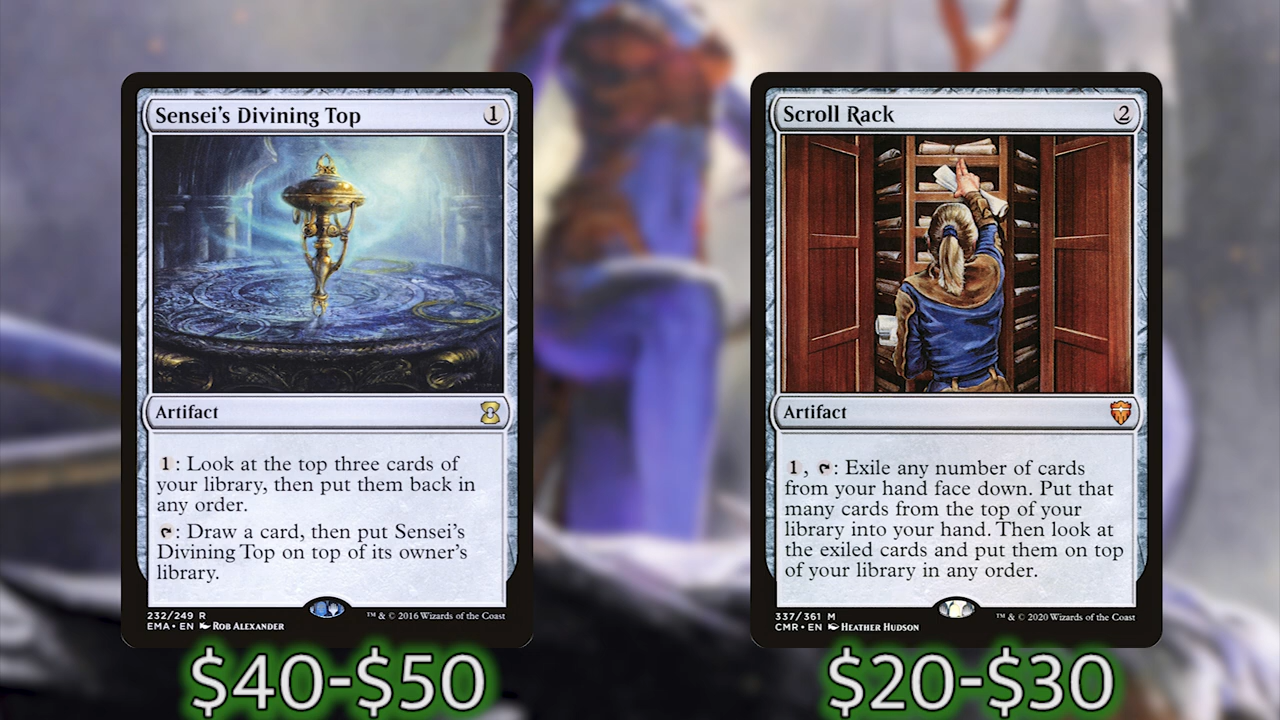 Sensei's Divining Top 1
Artifact
1: Look at the top three cards of
your library, then put them back in
any order.
: Draw a card, then put Sensei's
Divining Top on top of its owner's
library.
232/249 R
EMA • EN Rob Alexander
™ & © 2016 Wizards of the Coast
$40-$50
Scroll Rack 2
Artifact
1, : Exile any number of cards
from your hand face down. Put that
many cards from the top of your
library into your hand. Then look at
the exiled cards and put them on top
of your library in any order.
337/361 M
CMR • EN Heather Hudson
™ & © 2020 Wizards of the Coast
$20-$30